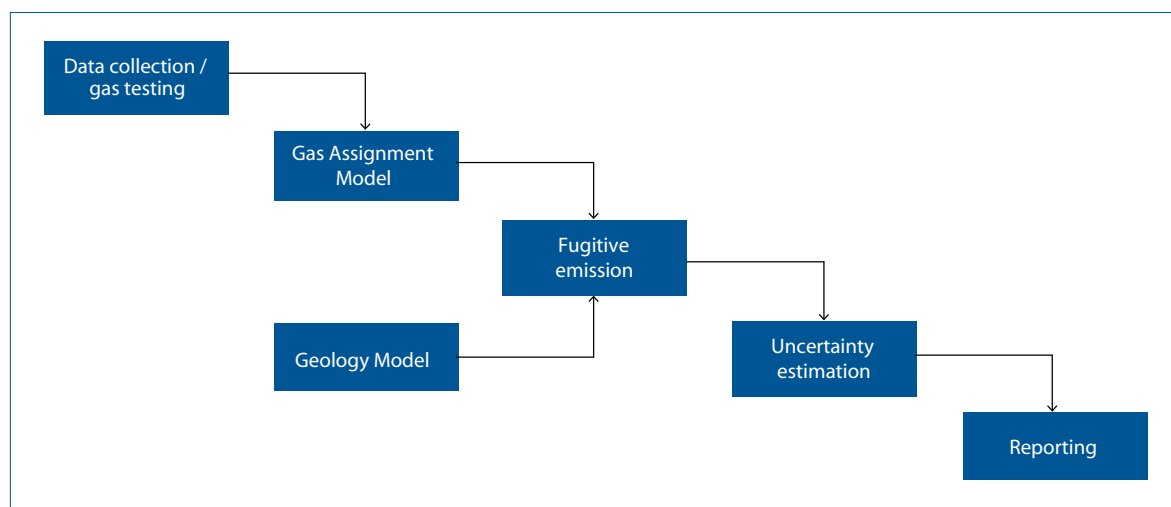 Data collection /
gas testing
Gas Assignment
Model
Fugitive
emission
Geology Model
Uncertainty
estimation
Reporting